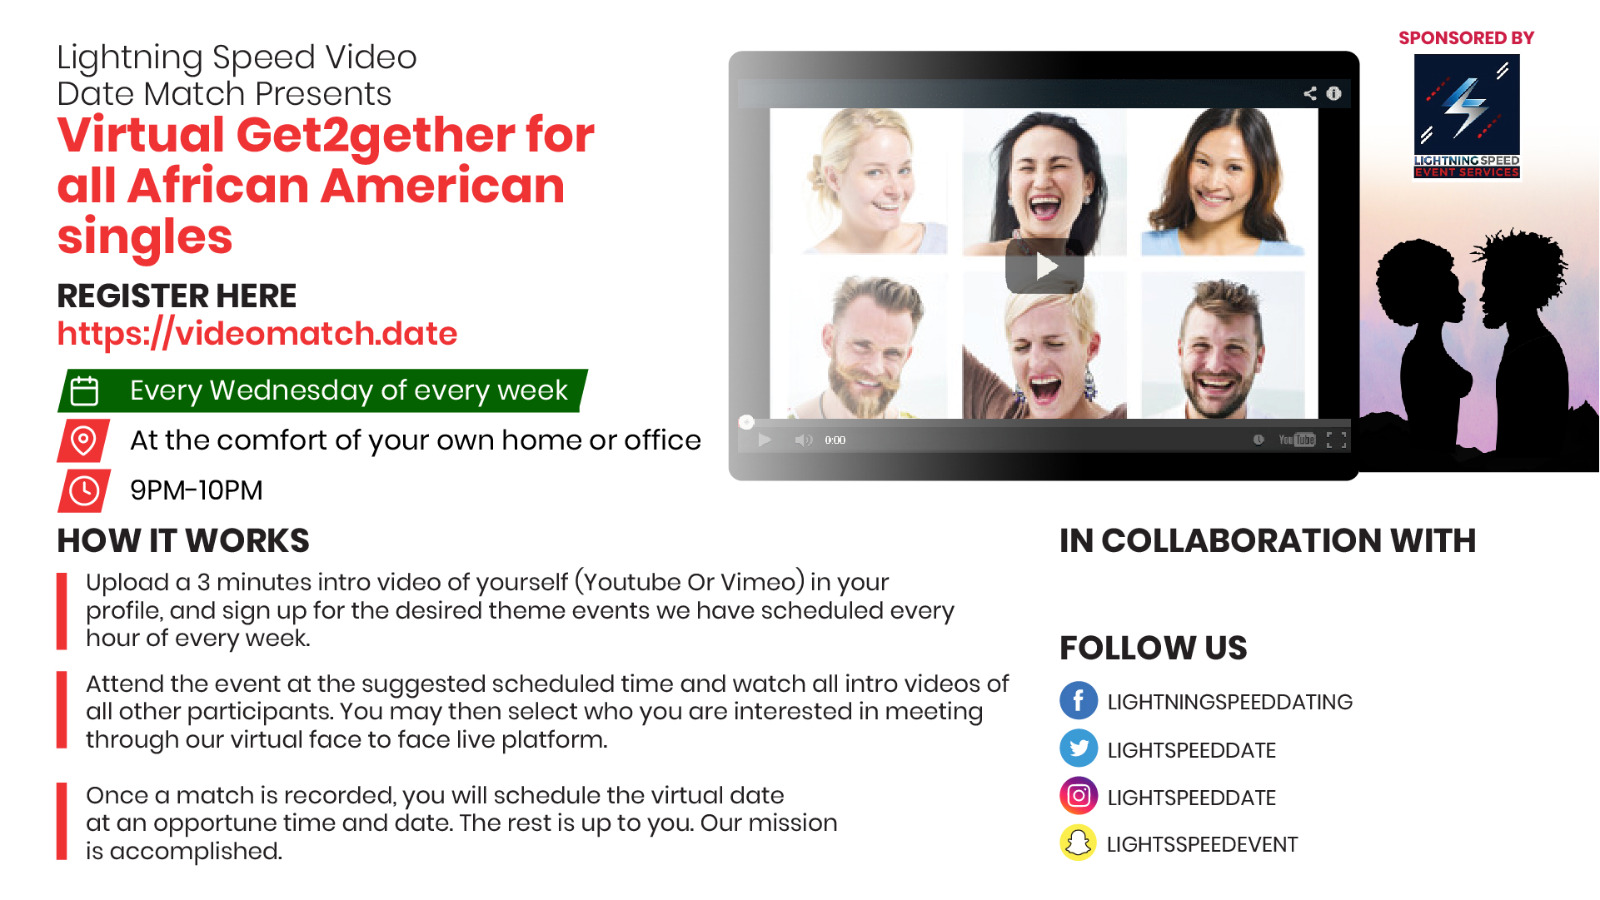 Lightning Speed Video
Date Match Presents
Virtual Get2gether for
all African American
singles
REGISTER HERE
https://videomatch.date
Every Wednesday of every week
At the comfort of your own home or office
9PM-10PM
0:00
YouTube
SPONSORED BY
LIGHTNING SPEED
EVENT SERVICES
HOW IT WORKS
Upload a 3 minutes intro video of yourself (Youtube Or Vimeo) in your
profile, and sign up for the desired theme events we have scheduled every
hour of every week.
Attend the event at the suggested scheduled time and watch all intro videos of
all other participants. You may then select who you are interested in meeting
through our virtual face to face live platform.
Once a match is recorded, you will schedule the virtual date
at an opportune time and date. The rest is up to you. Our mission
is accomplished.
IN COLLABORATION WITH
FOLLOW US
LIGHTNINGSPEEDDATING
LIGHTSPEEDDATE
LIGHTSPEEDDATE
LIGHTSSPEEDEVENT